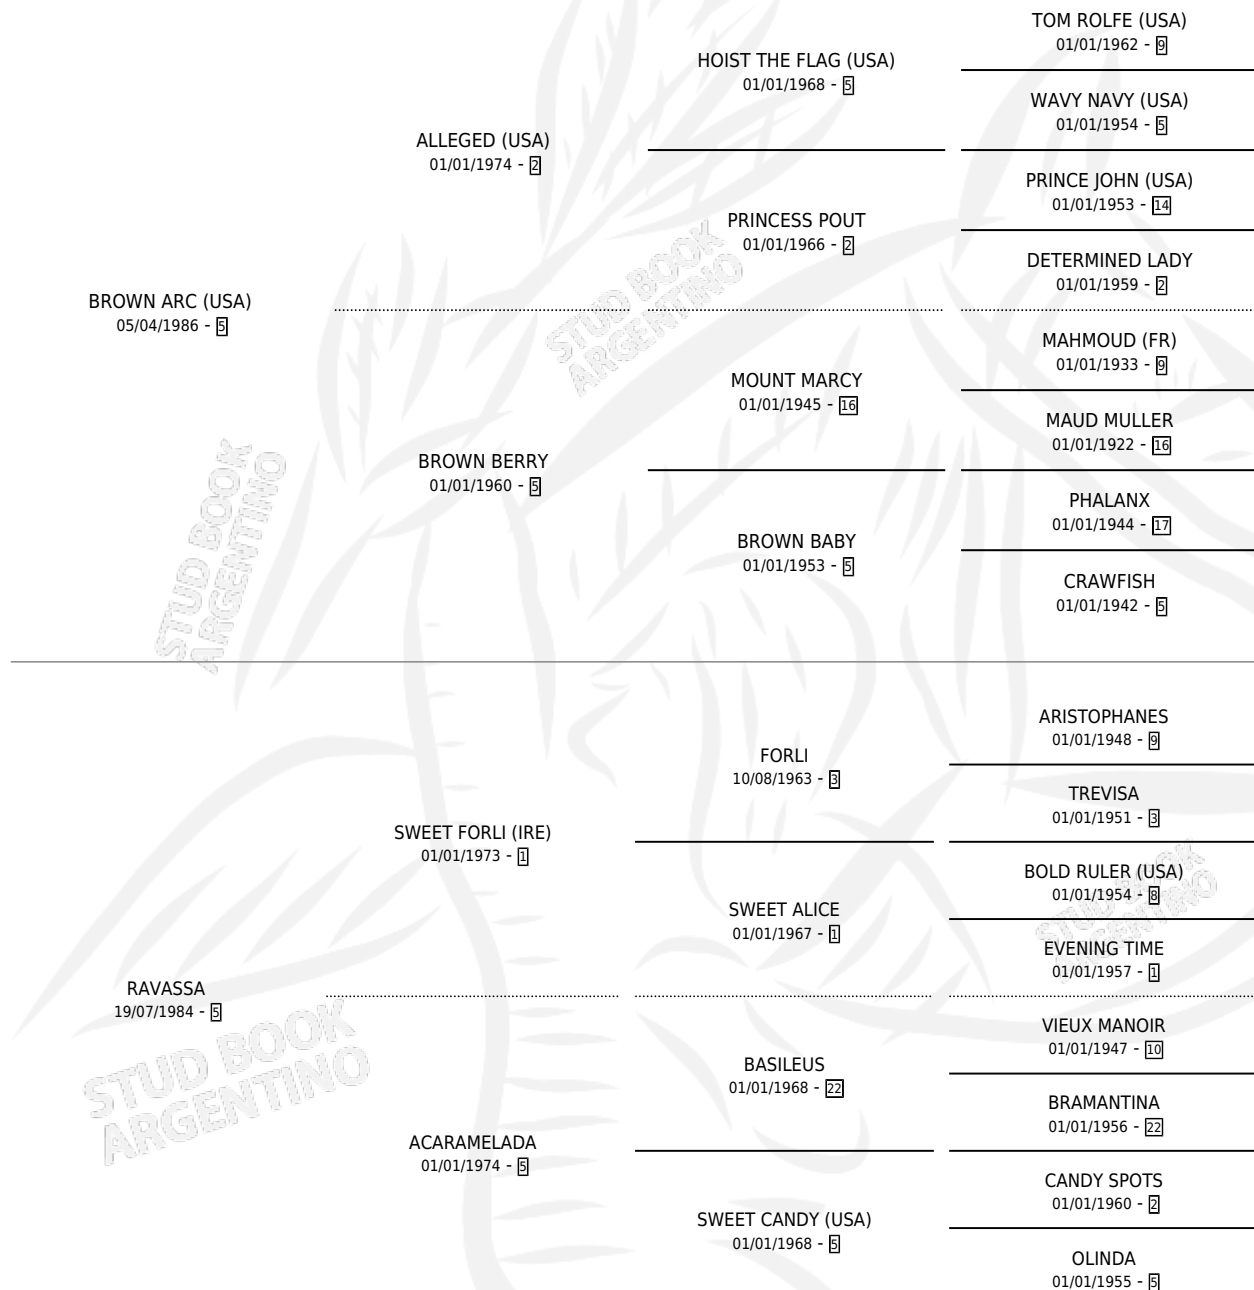 TOM ROLFE (USA)
01/01/1962 - 9
HOIST THE FLAG (USA)
01/01/1968 - 5
WAVY NAVY (USA)
01/01/1954 - 5
ALLEGED (USA)
01/01/1974 - 2
PRINCE JOHN (USA)
01/01/1953 - 14
PRINCESS POUT
01/01/1966 - 2
DETERMINED LADY
01/01/1959 - 2
BROWN ARC (USA)
05/04/1986 - 5
MAHMOUD (FR)
01/01/1933 - 9
MOUNT MARCY
01/01/1945 - 16
MAUD MULLER
01/01/1922 - 16
BROWN BERRY
01/01/1960 - 5
PHALANX
01/01/1944 - 17
BROWN BABY
01/01/1953 - 5
CRAWFISH
01/01/1942 - 5
ARISTOPHANES
01/01/1948 - 9
FORLI
10/08/1963 - 3
TREVISA
01/01/1951 - 3
SWEET FORLI (IRE)
01/01/1973 - 1
BOLD RULER (USA)
01/01/1954 - 8
SWEET ALICE
01/01/1967 - 1
EVENING TIME
01/01/1957 - 1
RAVASSA
19/07/1984 - 5
VIEUX MANOIR
01/01/1947 - 10
BASILEUS
01/01/1968 - 22
BRAMANTINA
01/01/1956 - 22
ACARAMELADA
01/01/1974 - 5
CANDY SPOTS
01/01/1960 - 2
SWEET CANDY (USA)
01/01/1968 - 5
OLINDA
01/01/1955 - 5
STUD BOOK
ARGENTINO
STUD BOOK
ARGENTINO
STUD BOOK
ARGENTINO
STUD BOOK
ARGENTINO